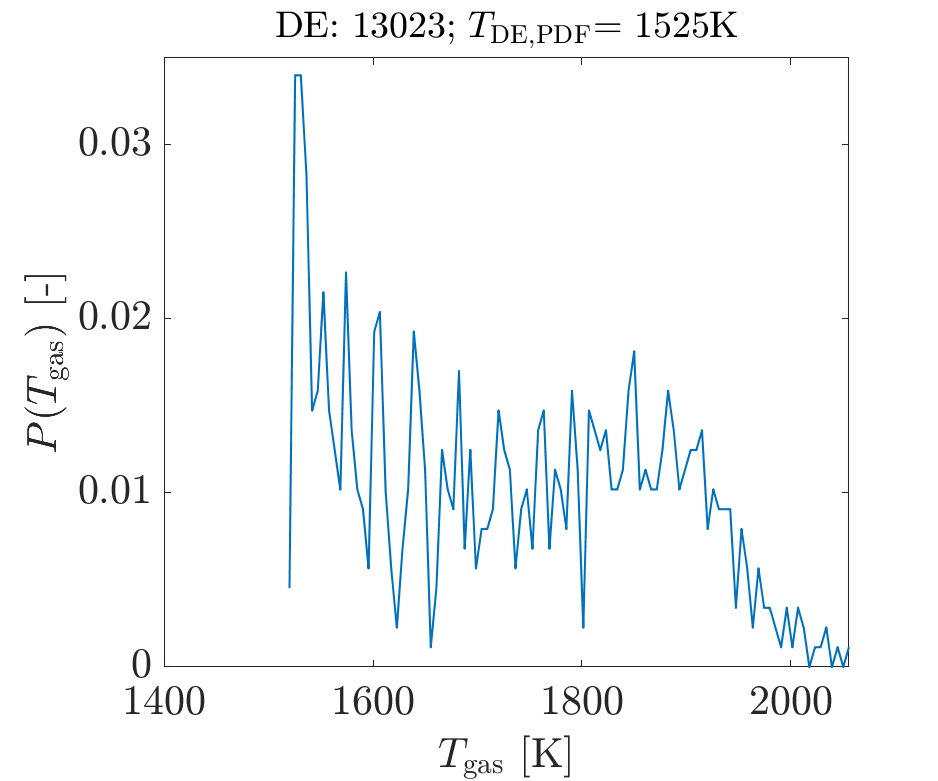 DE: 13023; T_DE,PDF= 1525K
0.03
0.02
0.01
0
1400 1600 1800 2000
P(T_gas) [-]
T_gas [K]